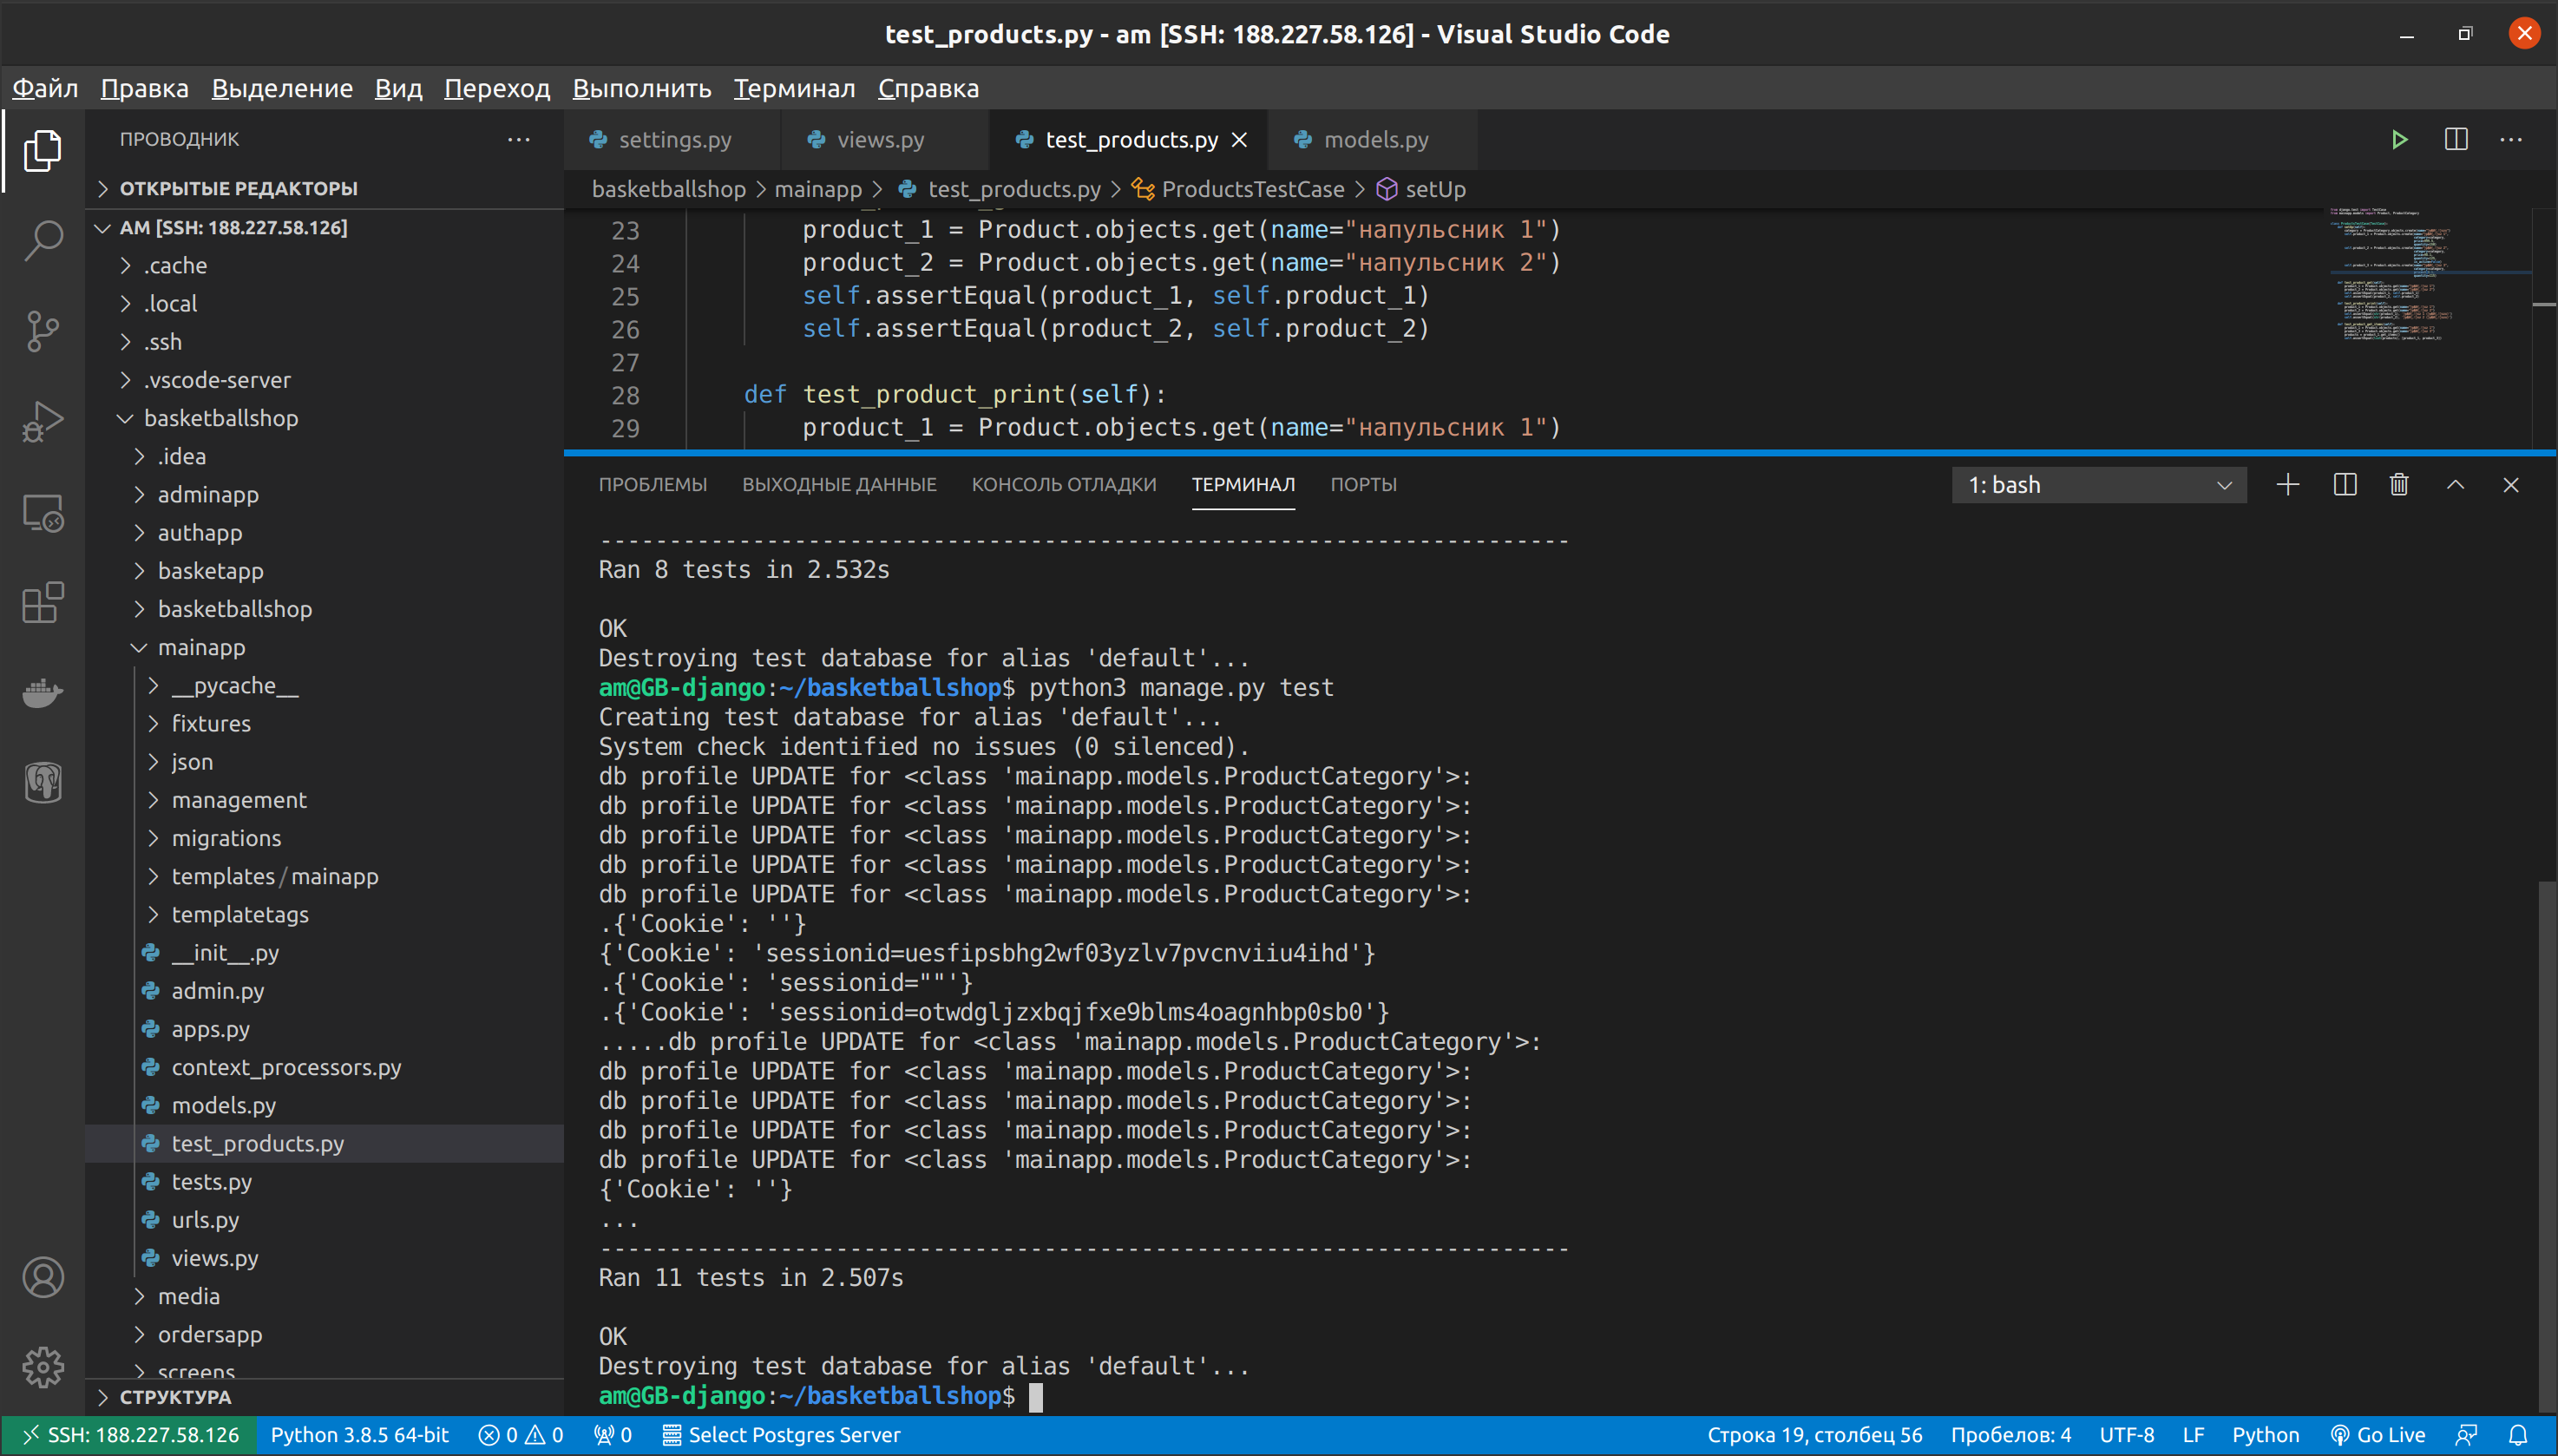 test_products.py - am [SSH: 188.227.58.126] - Visual Studio Code
Файл Правка Выделение Вид Переход Выполнить Терминал Справка
ПРОВОДНИК
ОТКРЫТЫЕ РЕДАКТОРЫ
AM [SSH: 188.227.58.126]
.cache
.local
.ssh
.vscode-server
basketballshop
.idea
adminapp
authapp
basketapp
basketballshop
mainapp
__pycache__
fixtures
json
management
migrations
templates/mainapp
templatetags
__init__.py
admin.py
apps.py
context_processors.py
models.py
test_products.py
tests.py
urls.py
views.py
media
ordersapp
screens
СТРУКТУРА
settings.py views.py test_products.py models.py
basketballshop > mainapp > test_products.py > ProductsTestCase > setUp
23 product_1 = Product.objects.get(name="напульсник 1")
24 product_2 = Product.objects.get(name="напульсник 2")
25 self.assertEqual(product_1, self.product_1)
26 self.assertEqual(product_2, self.product_2)
27
28 def test_product_print(self):
29 product_1 = Product.objects.get(name="напульсник 1")
ПРОБЛЕМЫ ВЫХОДНЫЕ ДАННЫЕ КОНСОЛЬ ОТЛАДКИ ТЕРМИНАЛ ПОРТЫ 1: bash
----------------------------------------------------------------------
Ran 8 tests in 2.532s
OK
Destroying test database for alias 'default'...
am@GB-django:~/basketballshop$ python3 manage.py test
Creating test database for alias 'default'...
System check identified no issues (0 silenced).
db profile UPDATE for <class 'mainapp.models.ProductCategory'>:
db profile UPDATE for <class 'mainapp.models.ProductCategory'>:
db profile UPDATE for <class 'mainapp.models.ProductCategory'>:
db profile UPDATE for <class 'mainapp.models.ProductCategory'>:
db profile UPDATE for <class 'mainapp.models.ProductCategory'>:
.{'Cookie': ''}
{'Cookie': 'sessionid=uesfipsbhg2wf03yzlv7pvcnviiu4ihd'}
.{'Cookie': 'sessionid=""'}
.{'Cookie': 'sessionid=otwdgljzxbqjfxe9blms4oagnhbp0sb0'}
.....db profile UPDATE for <class 'mainapp.models.ProductCategory'>:
db profile UPDATE for <class 'mainapp.models.ProductCategory'>:
db profile UPDATE for <class 'mainapp.models.ProductCategory'>:
db profile UPDATE for <class 'mainapp.models.ProductCategory'>:
db profile UPDATE for <class 'mainapp.models.ProductCategory'>:
{'Cookie': ''}
...
----------------------------------------------------------------------
Ran 11 tests in 2.507s
OK
Destroying test database for alias 'default'...
am@GB-django:~/basketballshop$
SSH: 188.227.58.126 Python 3.8.5 64-bit 0 0 0 Select Postgres Server Строка 19, столбец 56 Пробелов: 4 UTF-8 LF Python Go Live